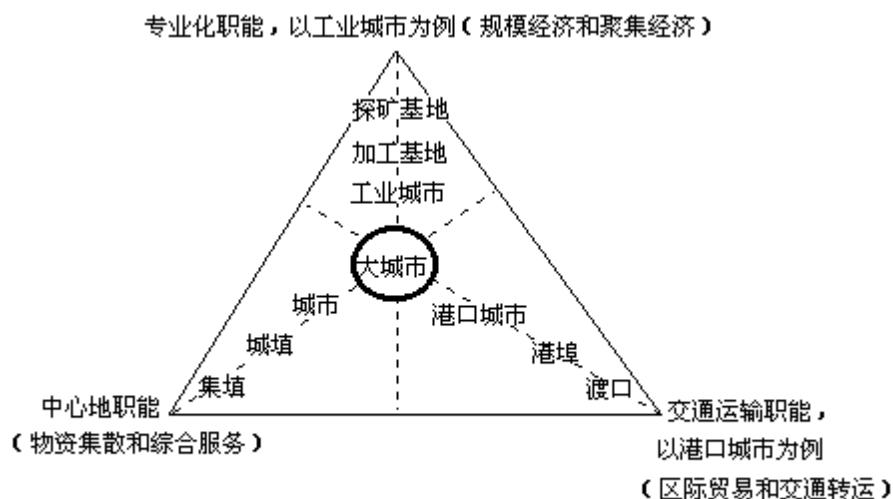 专业化职能，以工业城市为例（规模经济和聚集经济）
探矿基地
加工基地
工业城市
大城市
城市
港口城市
城填
港埠
集填
渡口
中心地职能
（物资集散和综合服务）
交通运输职能，
以港口城市为例
（区际贸易和交通转运）